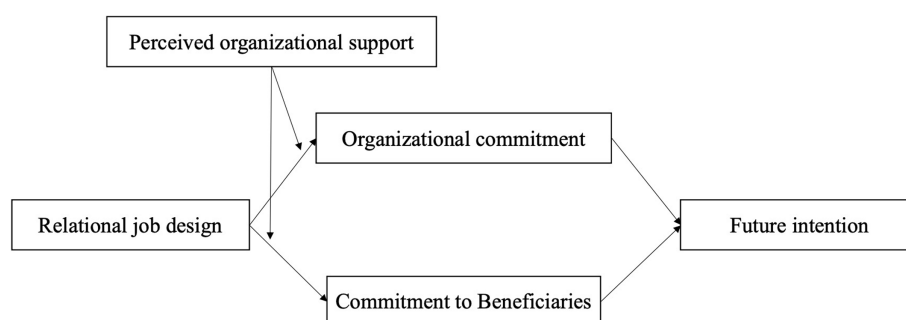 Perceived organizational support
Organizational commitment
Relational job design
Future intention
Commitment to Beneficiaries